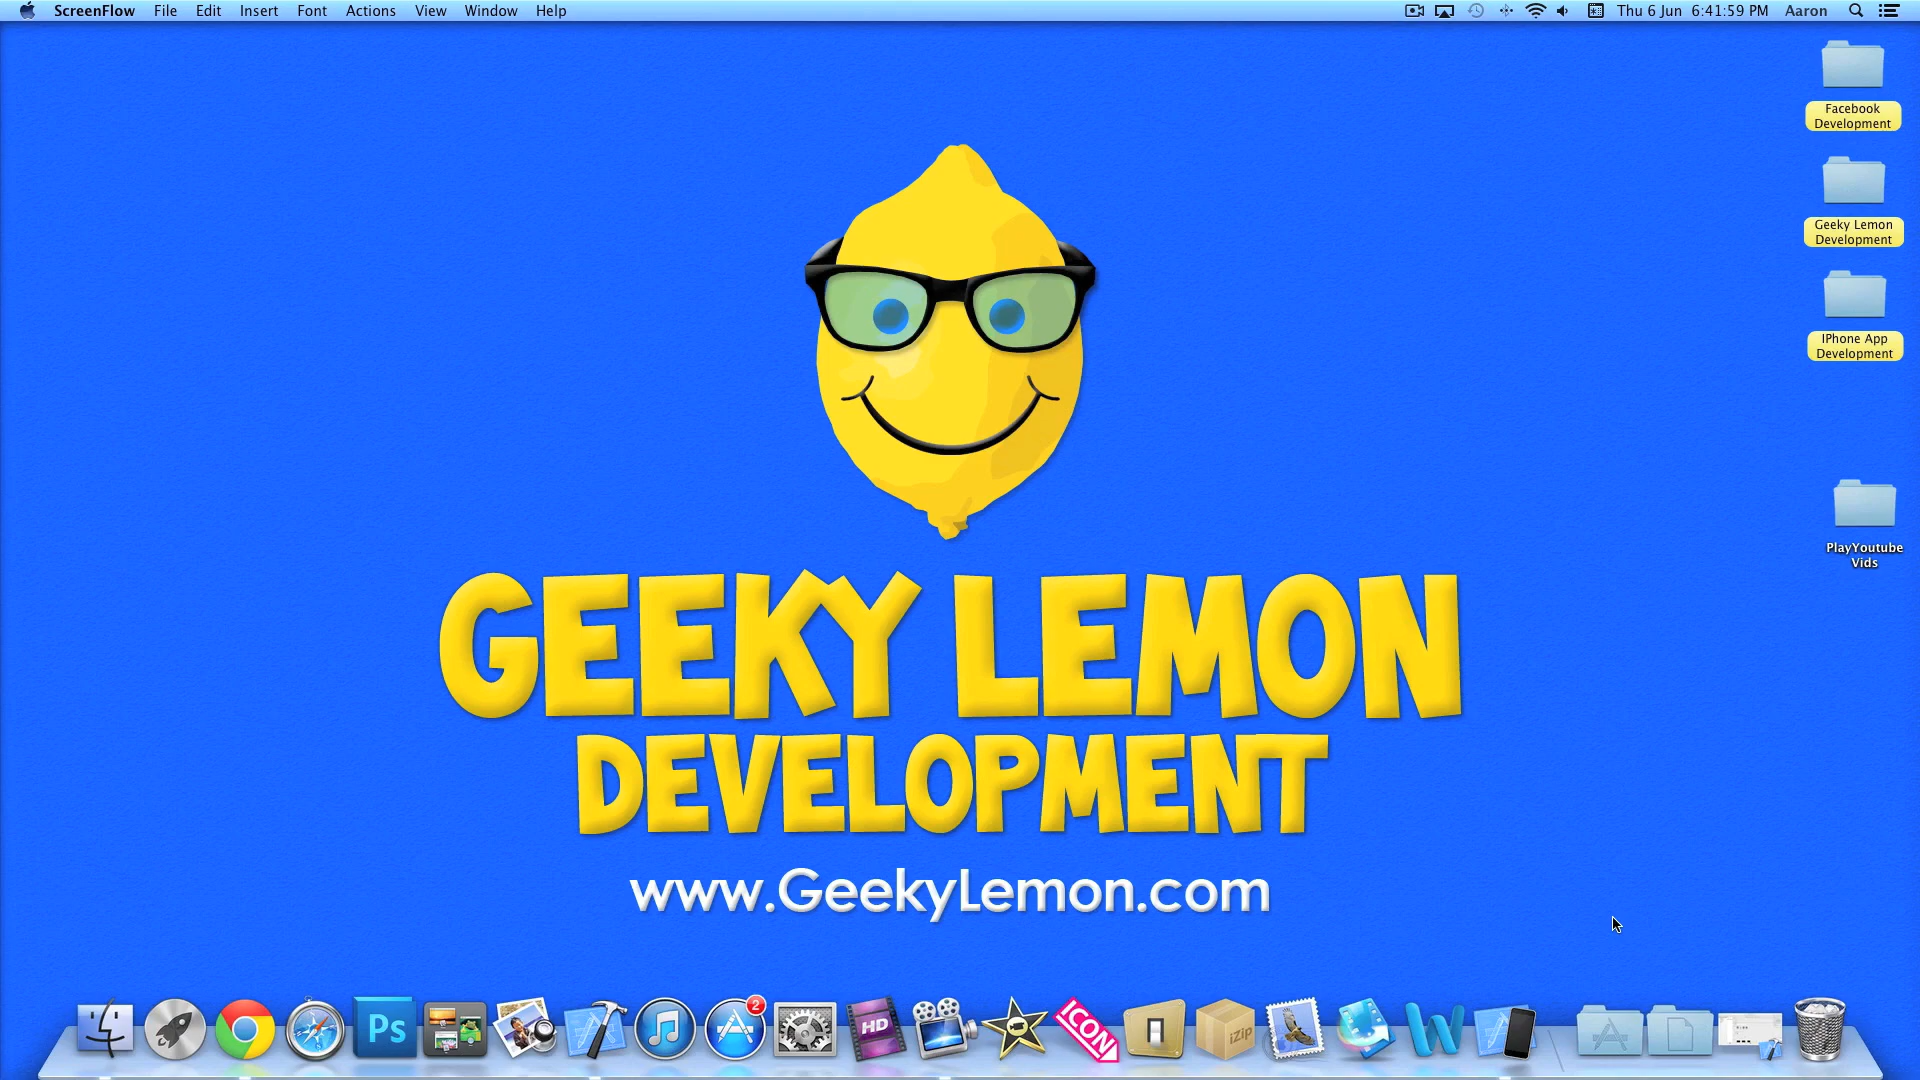 ScreenFlow File Edit Insert Font Actions View Window Help Thu 6 Jun 6:41:59 PM Aaron
Facebook
Development
Geeky Lemon
Development
IPhone App
Development
PlayYoutube
Vids
GEEKY LEMON
DEVELOPMENT
www.GeekyLemon.com
Ps
2
HD
ICON
iZip
W